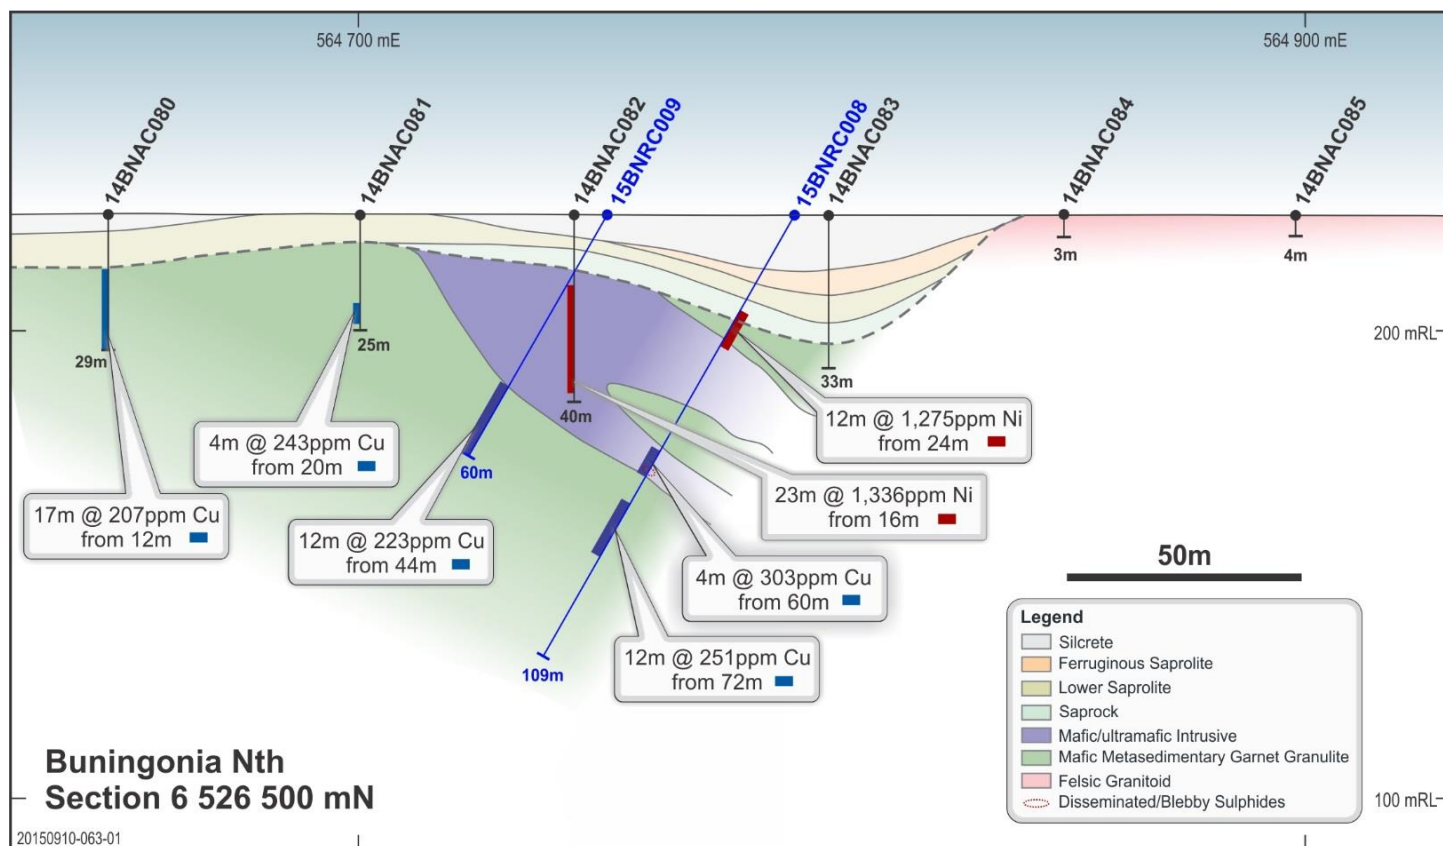 564 700 mE
564 900 mE
14BNAC080
14BNAC081
14BNAC082
15BNRC009
15BNRC008
14BNAC083
14BNAC084
14BNAC085
3m
4m
200 mRL
29m
25m
33m
40m
60m
109m
12m @ 1,275ppm Ni
from 24m
4m @ 243ppm Cu
from 20m
23m @ 1,336ppm Ni
from 16m
17m @ 207ppm Cu
from 12m
12m @ 223ppm Cu
from 44m
4m @ 303ppm Cu
from 60m
12m @ 251ppm Cu
from 72m
50m
Legend
Silcrete
Ferruginous Saprolite
Lower Saprolite
Saprock
Mafic/ultramafic Intrusive
Mafic Metasedimentary Garnet Granulite
Felsic Granitoid
Disseminated/Blebby Sulphides
Buningonia Nth
Section 6 526 500 mN
100 mRL
20150910-063-01